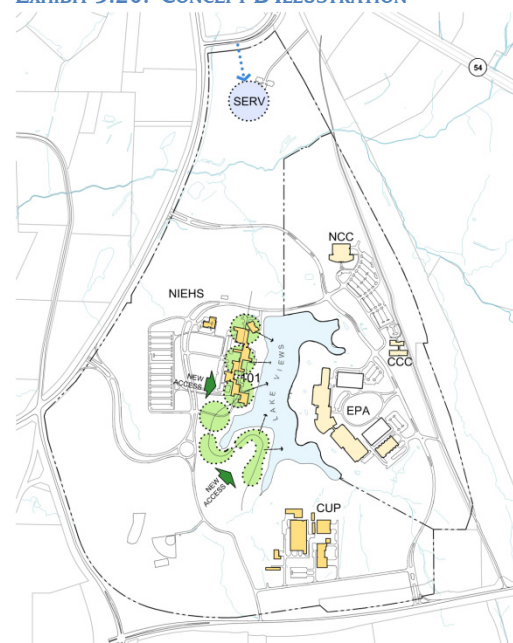 EXHIBIT 5.20: CONCEPT D ILLUSTRATION
54
SERV
NCC
NIEHS
CCC
NEW
ACCESS
101
LAKE VIEWS
EPA
NEW
ACCESS
CUP